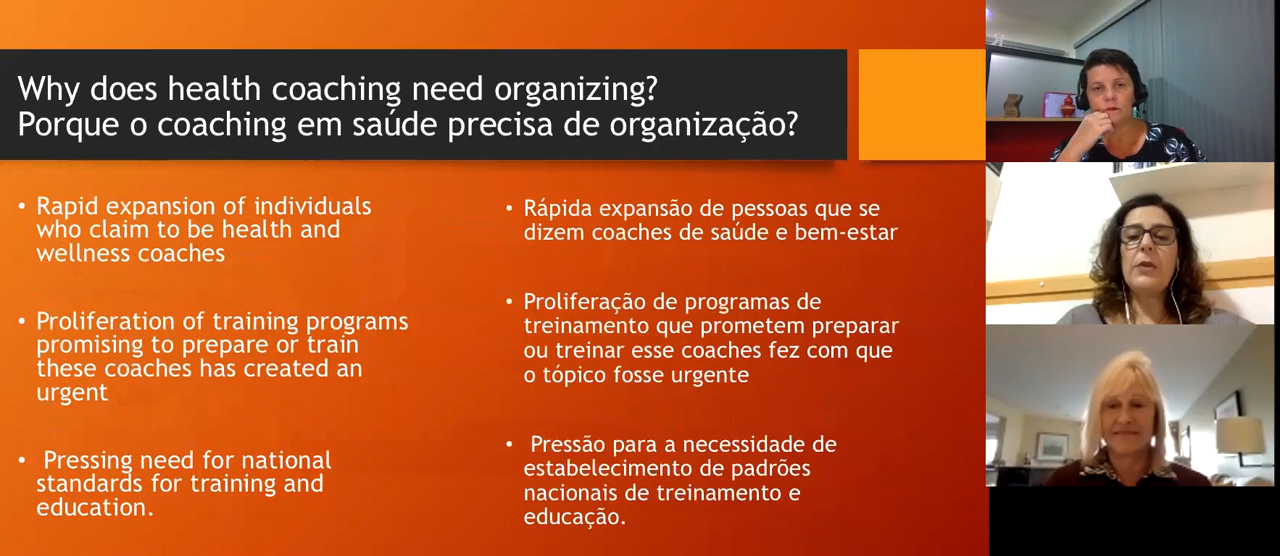 Why does health coaching need organizing?
Porque o coaching em saúde precisa de organização?
• Rapid expansion of individuals
who claim to be health and
wellness coaches
• Proliferation of training programs
promising to prepare or train
these coaches has created an
urgent
• Pressing need for national
standards for training and
education.
• Rápida expansão de pessoas que se
dizem coaches de saúde e bem-estar
• Proliferação de programas de
treinamento que prometem preparar
ou treinar esse coaches fez com que
o tópico fosse urgente
• Pressão para a necessidade de
estabelecimento de padrões
nacionais de treinamento e
educação.